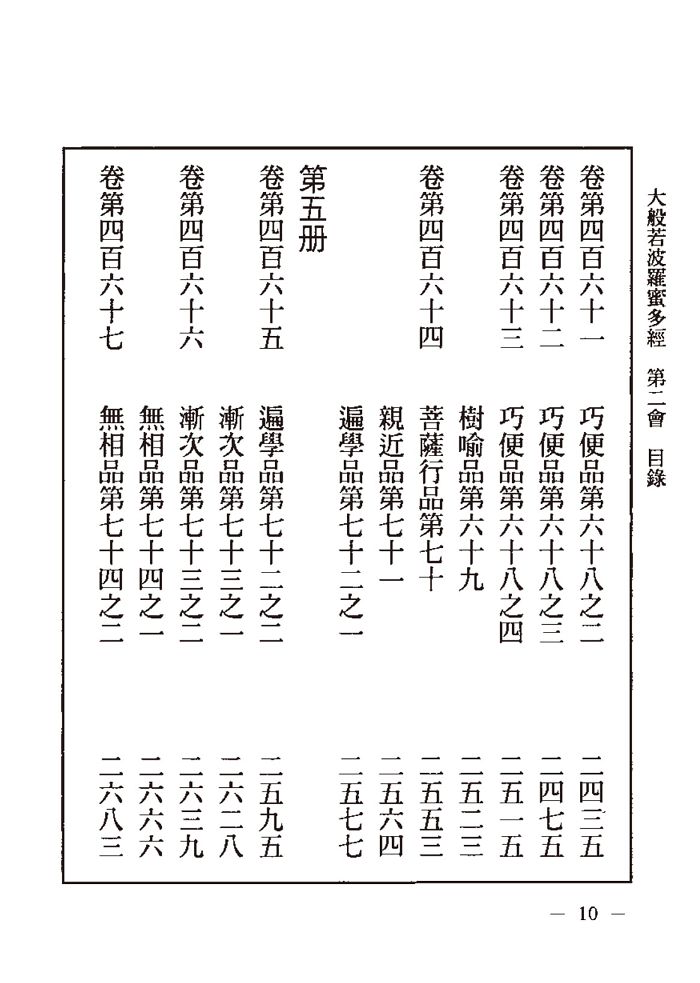 大般若波羅蜜多經　第二會　目錄
卷第四百六十一　巧便品第六十八之二　二四三五
卷第四百六十二　巧便品第六十八之三　二四七五
卷第四百六十三　巧便品第六十八之四　二五一五
樹喻品第六十九　二五二三
卷第四百六十四　菩薩行品第七十　二五五三
親近品第七十一　二五六四
遍學品第七十二之一　二五七七
第五册
卷第四百六十五　遍學品第七十二之二　二五九五
漸次品第七十三之一　二六二八
卷第四百六十六　漸次品第七十三之二　二六三九
無相品第七十四之一　二六六六
卷第四百六十七　無相品第七十四之二　二六八三
— 10 —